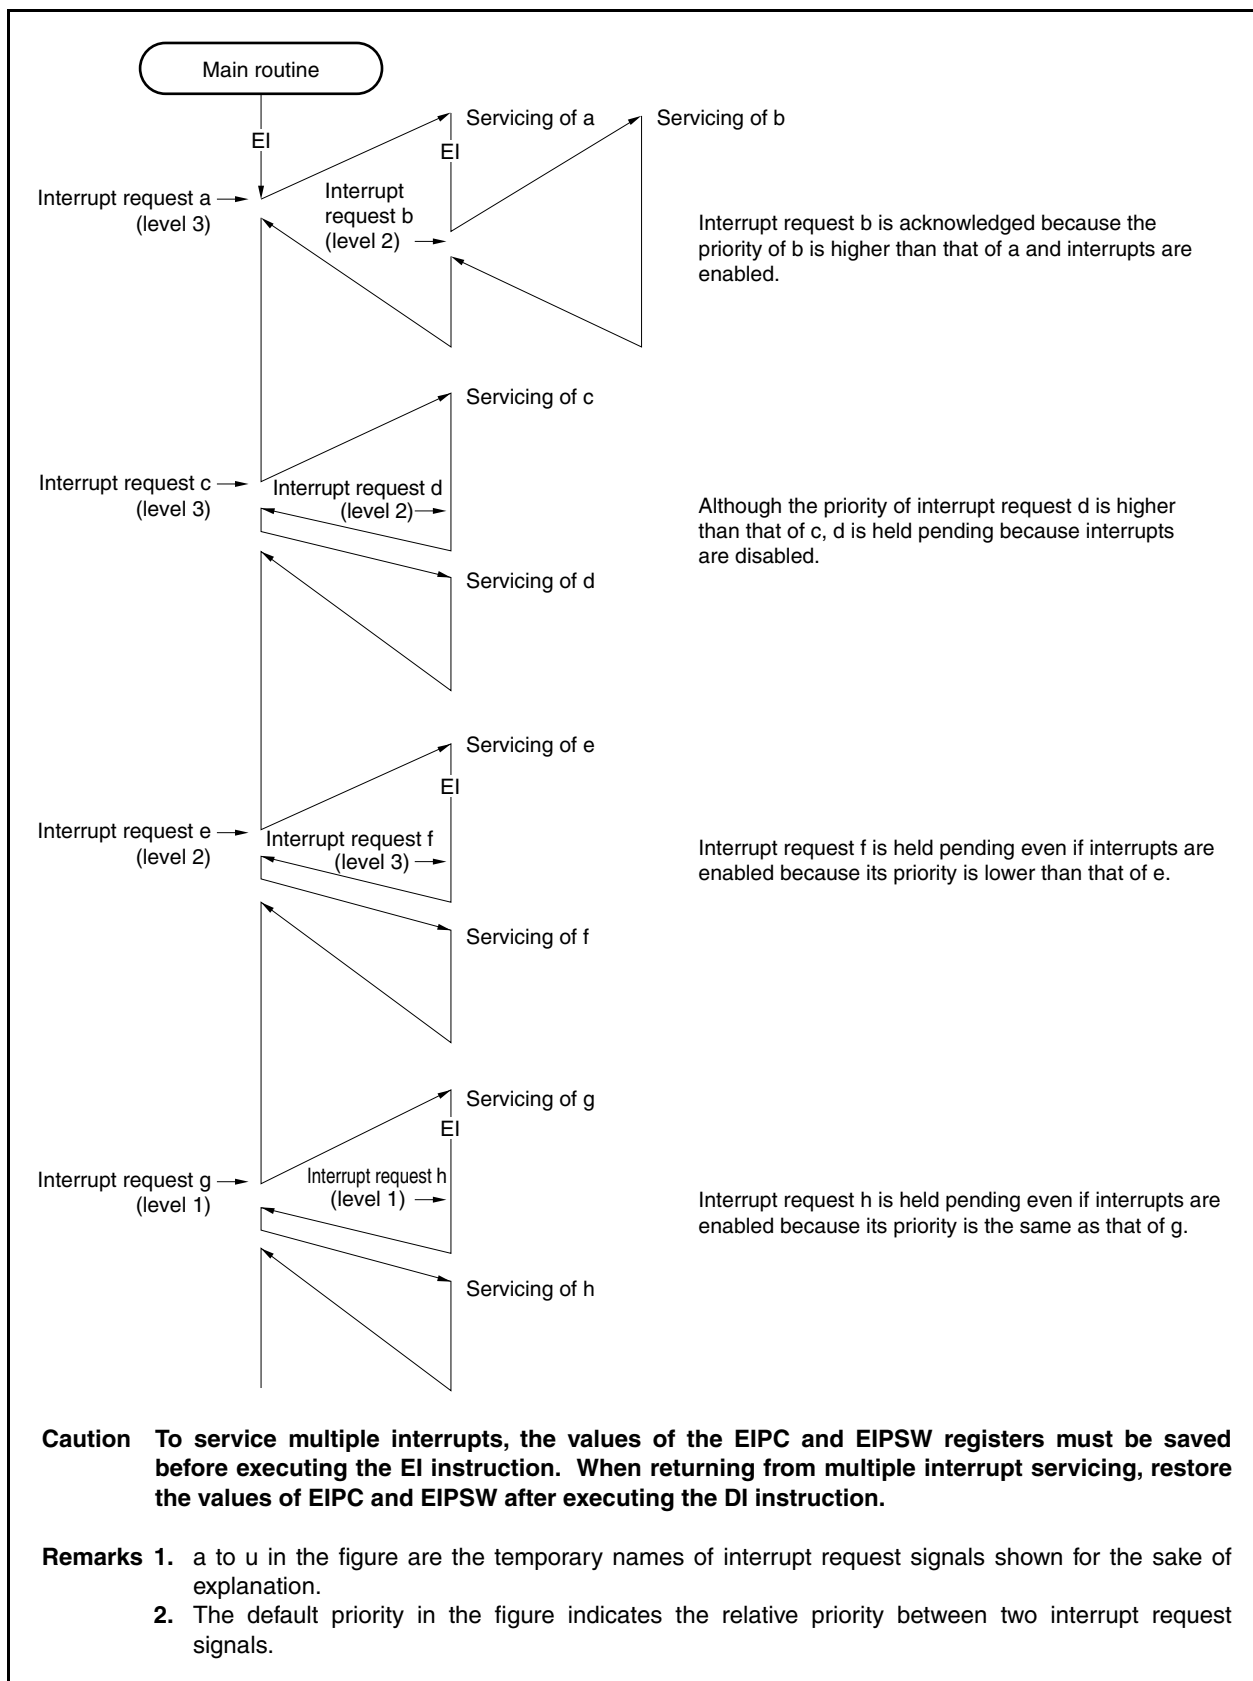 Main routine
EI
Servicing of a
Servicing of b
EI
Interrupt request a
(level 3)
Interrupt
request b
(level 2)
Interrupt request b is acknowledged because the
priority of b is higher than that of a and interrupts are
enabled.
Servicing of c
Interrupt request c
(level 3)
Interrupt request d
(level 2)
Although the priority of interrupt request d is higher
than that of c, d is held pending because interrupts
are disabled.
Servicing of d
Servicing of e
EI
Interrupt request e
(level 2)
Interrupt request f
(level 3)
Interrupt request f is held pending even if interrupts are
enabled because its priority is lower than that of e.
Servicing of f
Servicing of g
EI
Interrupt request g
(level 1)
Interrupt request h
(level 1)
Interrupt request h is held pending even if interrupts are
enabled because its priority is the same as that of g.
Servicing of h
Caution To service multiple interrupts, the values of the EIPC and EIPSW registers must be saved
before executing the EI instruction. When returning from multiple interrupt servicing, restore
the values of EIPC and EIPSW after executing the DI instruction.
Remarks 1. a to u in the figure are the temporary names of interrupt request signals shown for the sake of
explanation.
2. The default priority in the figure indicates the relative priority between two interrupt request
signals.